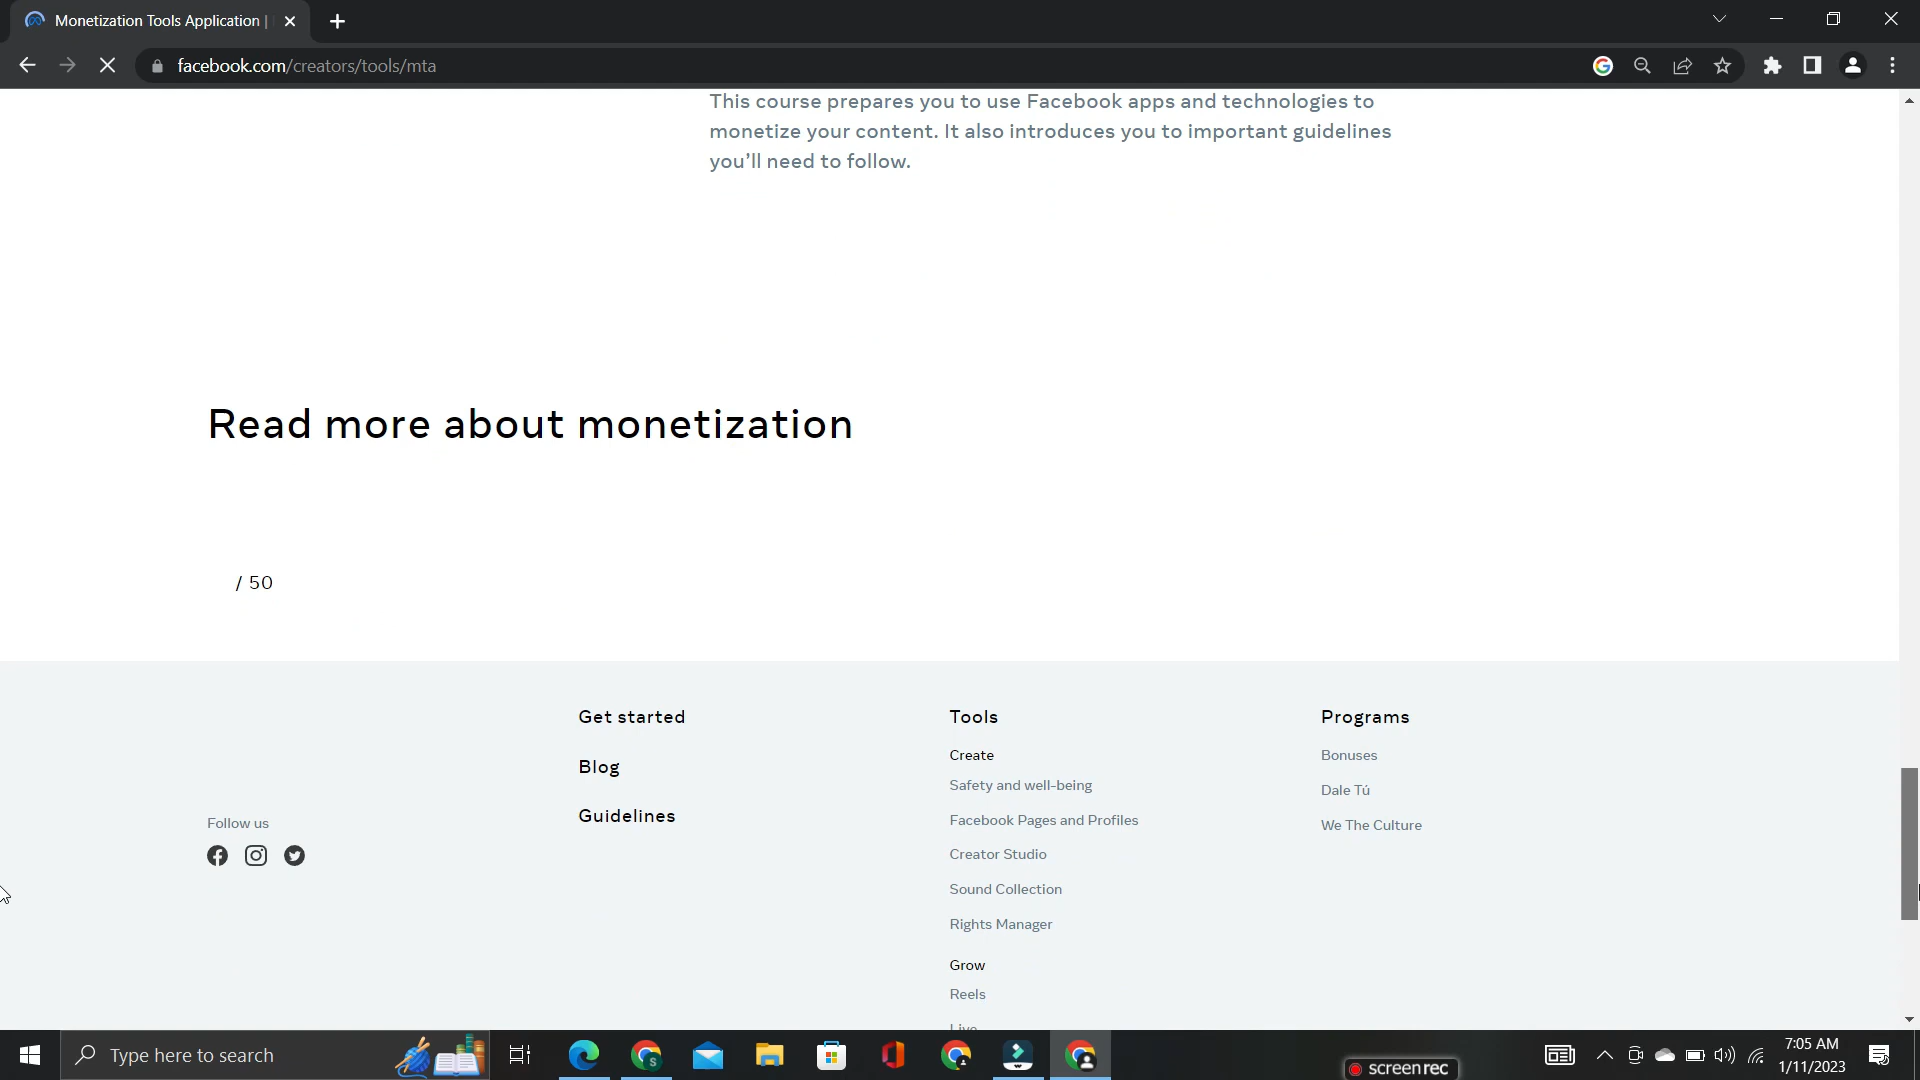 Monetization Tools Application |
facebook.com/creators/tools/mta
This course prepares you to use Facebook apps and technologies to
monetize your content. It also introduces you to important guidelines
you'll need to follow.
Read more about monetization
/ 50
Follow us
Get started
Blog
Guidelines
Tools
Create
Safety and well-being
Facebook Pages and Profiles
Creator Studio
Sound Collection
Rights Manager
Grow
Reels
Live
Programs
Bonuses
Dale Tú
We The Culture
Type here to search
screenrec
7:05 AM
1/11/2023